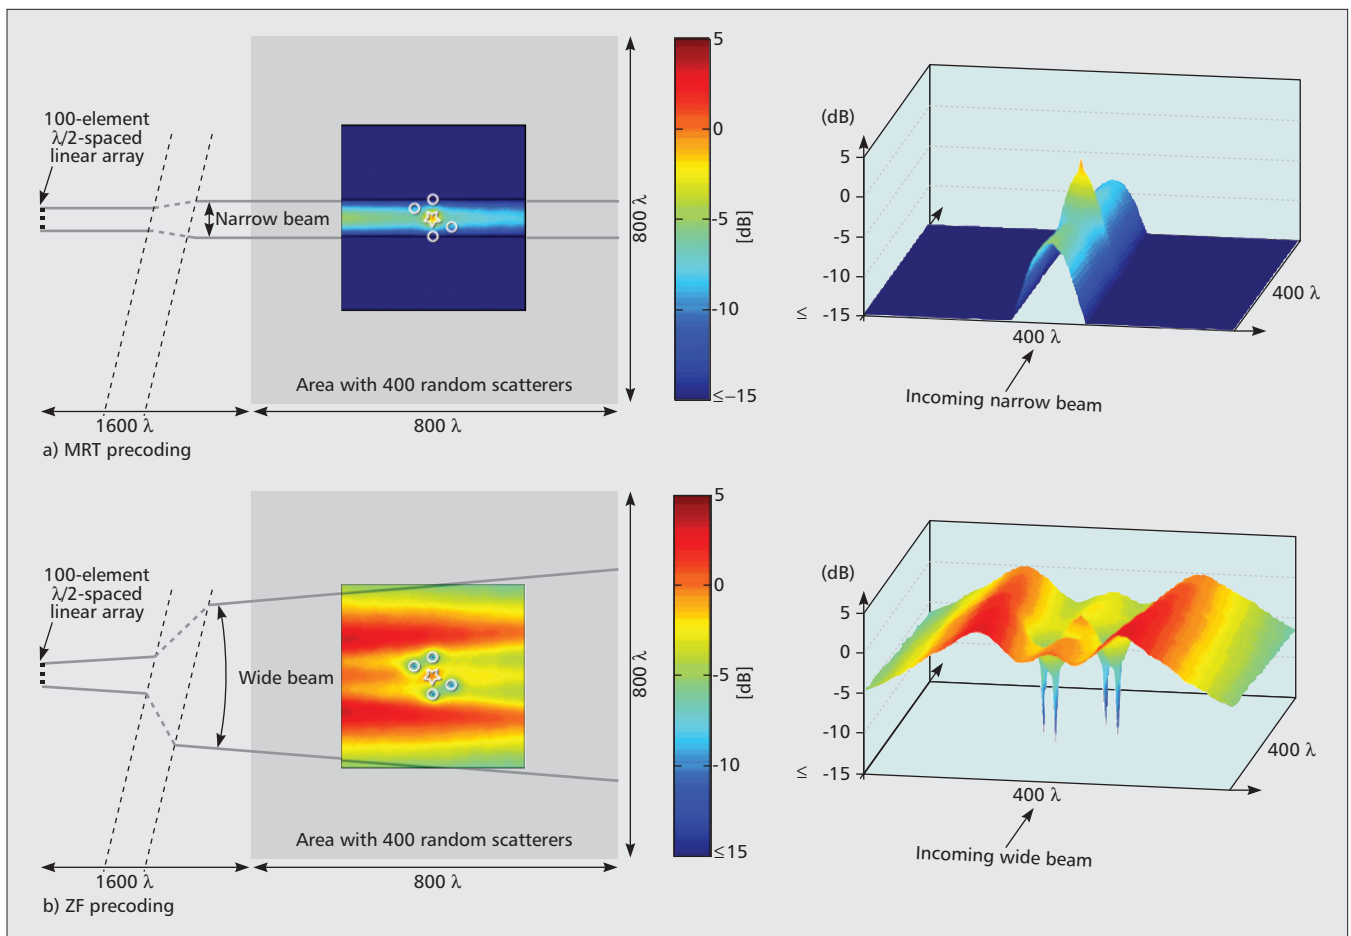 100-element
λ/2-spaced
linear array
Narrow beam
Area with 400 random scatterers
1600 λ
800 λ
800 λ
5
0
-5
-10
≤−15
[dB]
(dB)
5
0
-5
-10
≤ -15
400 λ
400 λ
Incoming narrow beam
a) MRT precoding
100-element
λ/2-spaced
linear array
Wide beam
Area with 400 random scatterers
1600 λ
800 λ
800 λ
5
0
-5
-10
≤15
[dB]
(dB)
5
0
-5
-10
≤ -15
400 λ
400 λ
Incoming wide beam
b) ZF precoding